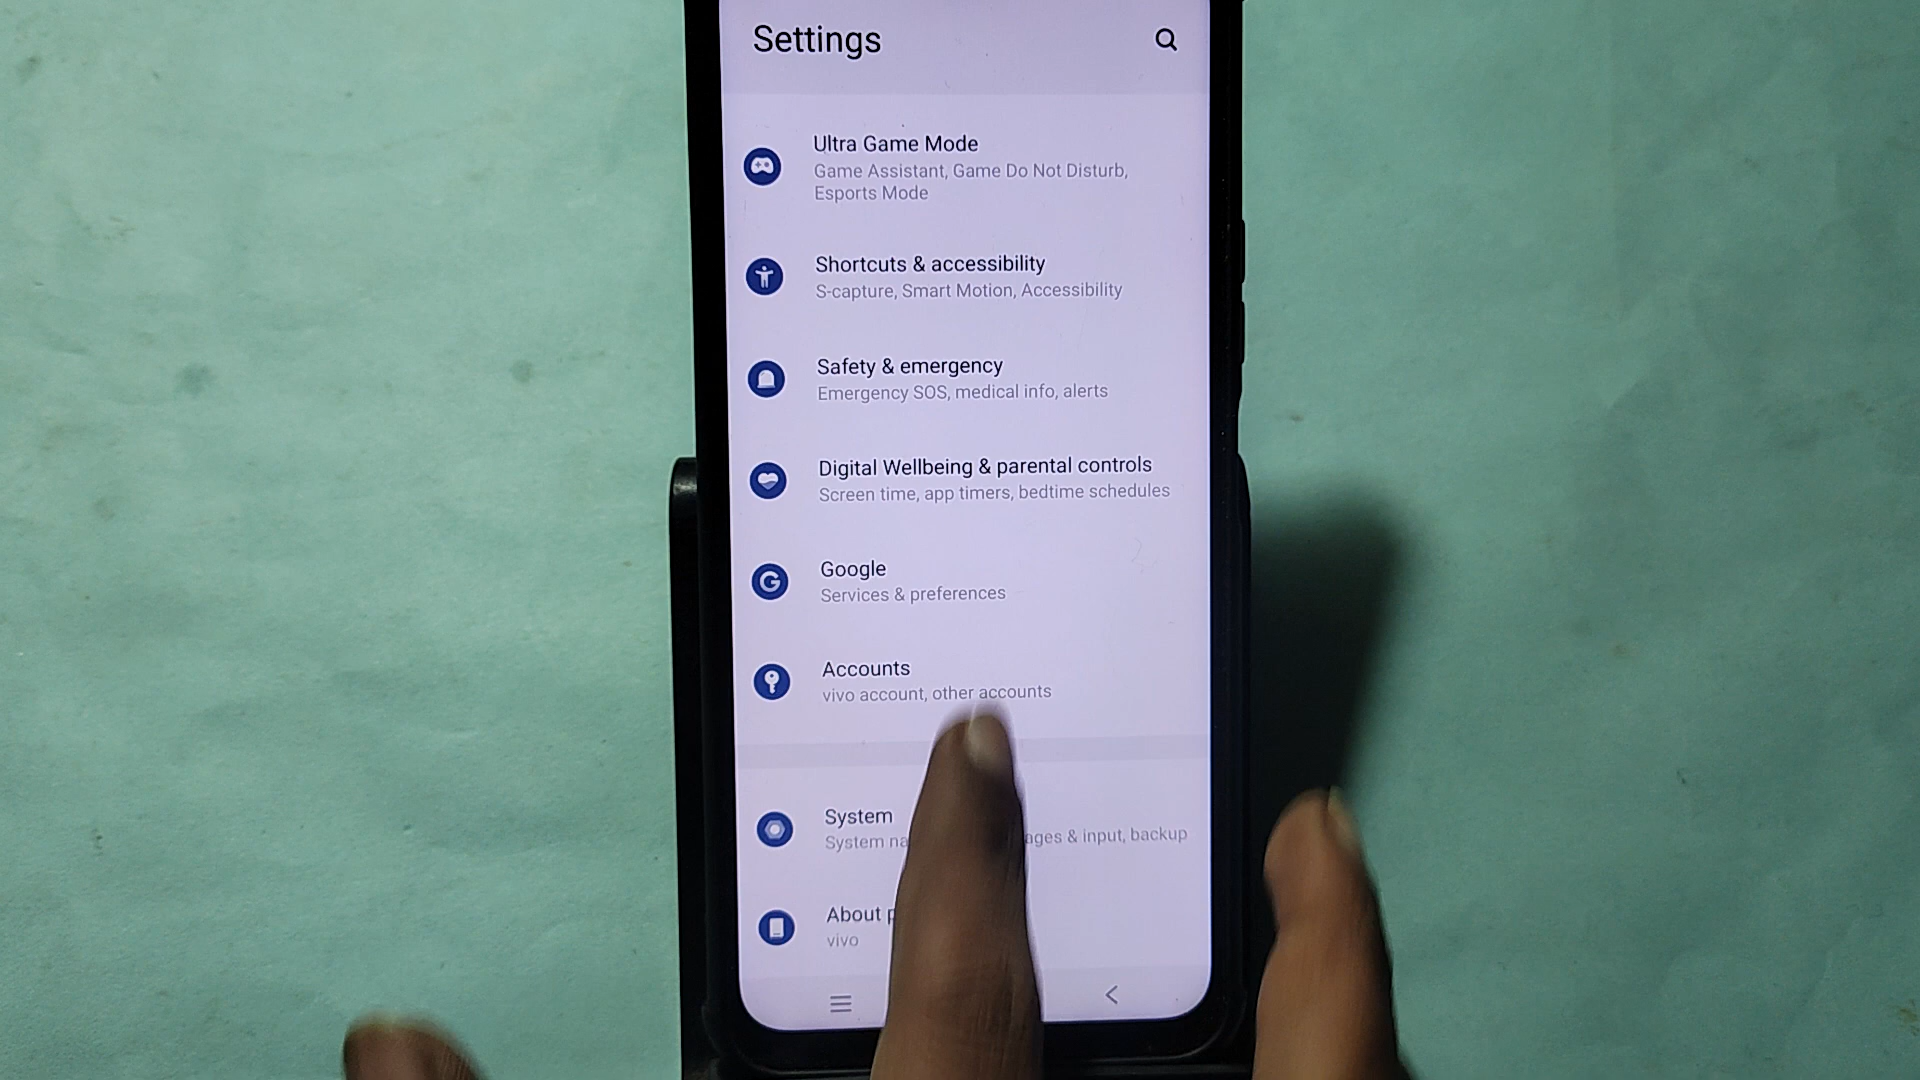 Settings
Ultra Game Mode
Game Assistant, Game Do Not Disturb,
Esports Mode
Shortcuts & accessibility
S-capture, Smart Motion, Accessibility
Safety & emergency
Emergency SOS, medical info, alerts
Digital Wellbeing & parental controls
Screen time, app timers, bedtime schedules
Google
Services & preferences
Accounts
vivo account, other accounts
System
System & input, backup
About
vivo